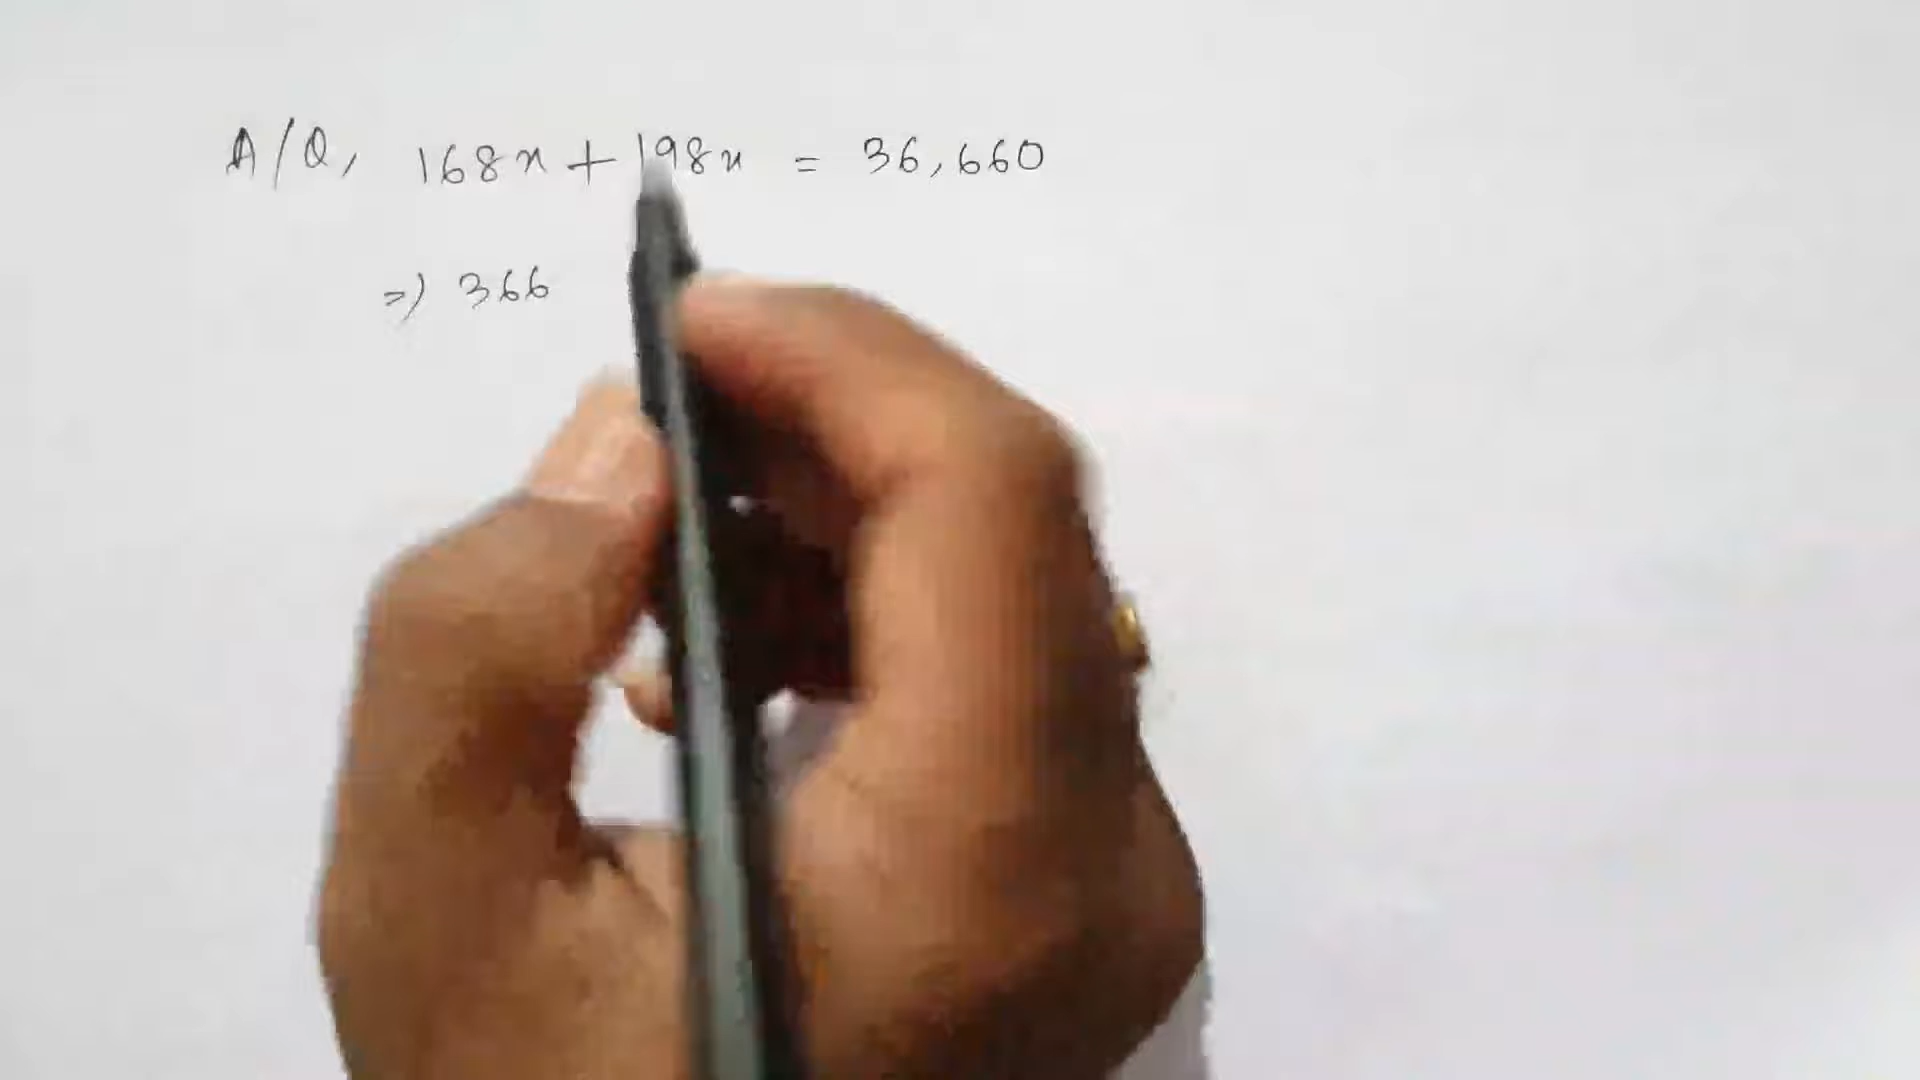 A/Q, 168x + 198x = 36,660
=) 366